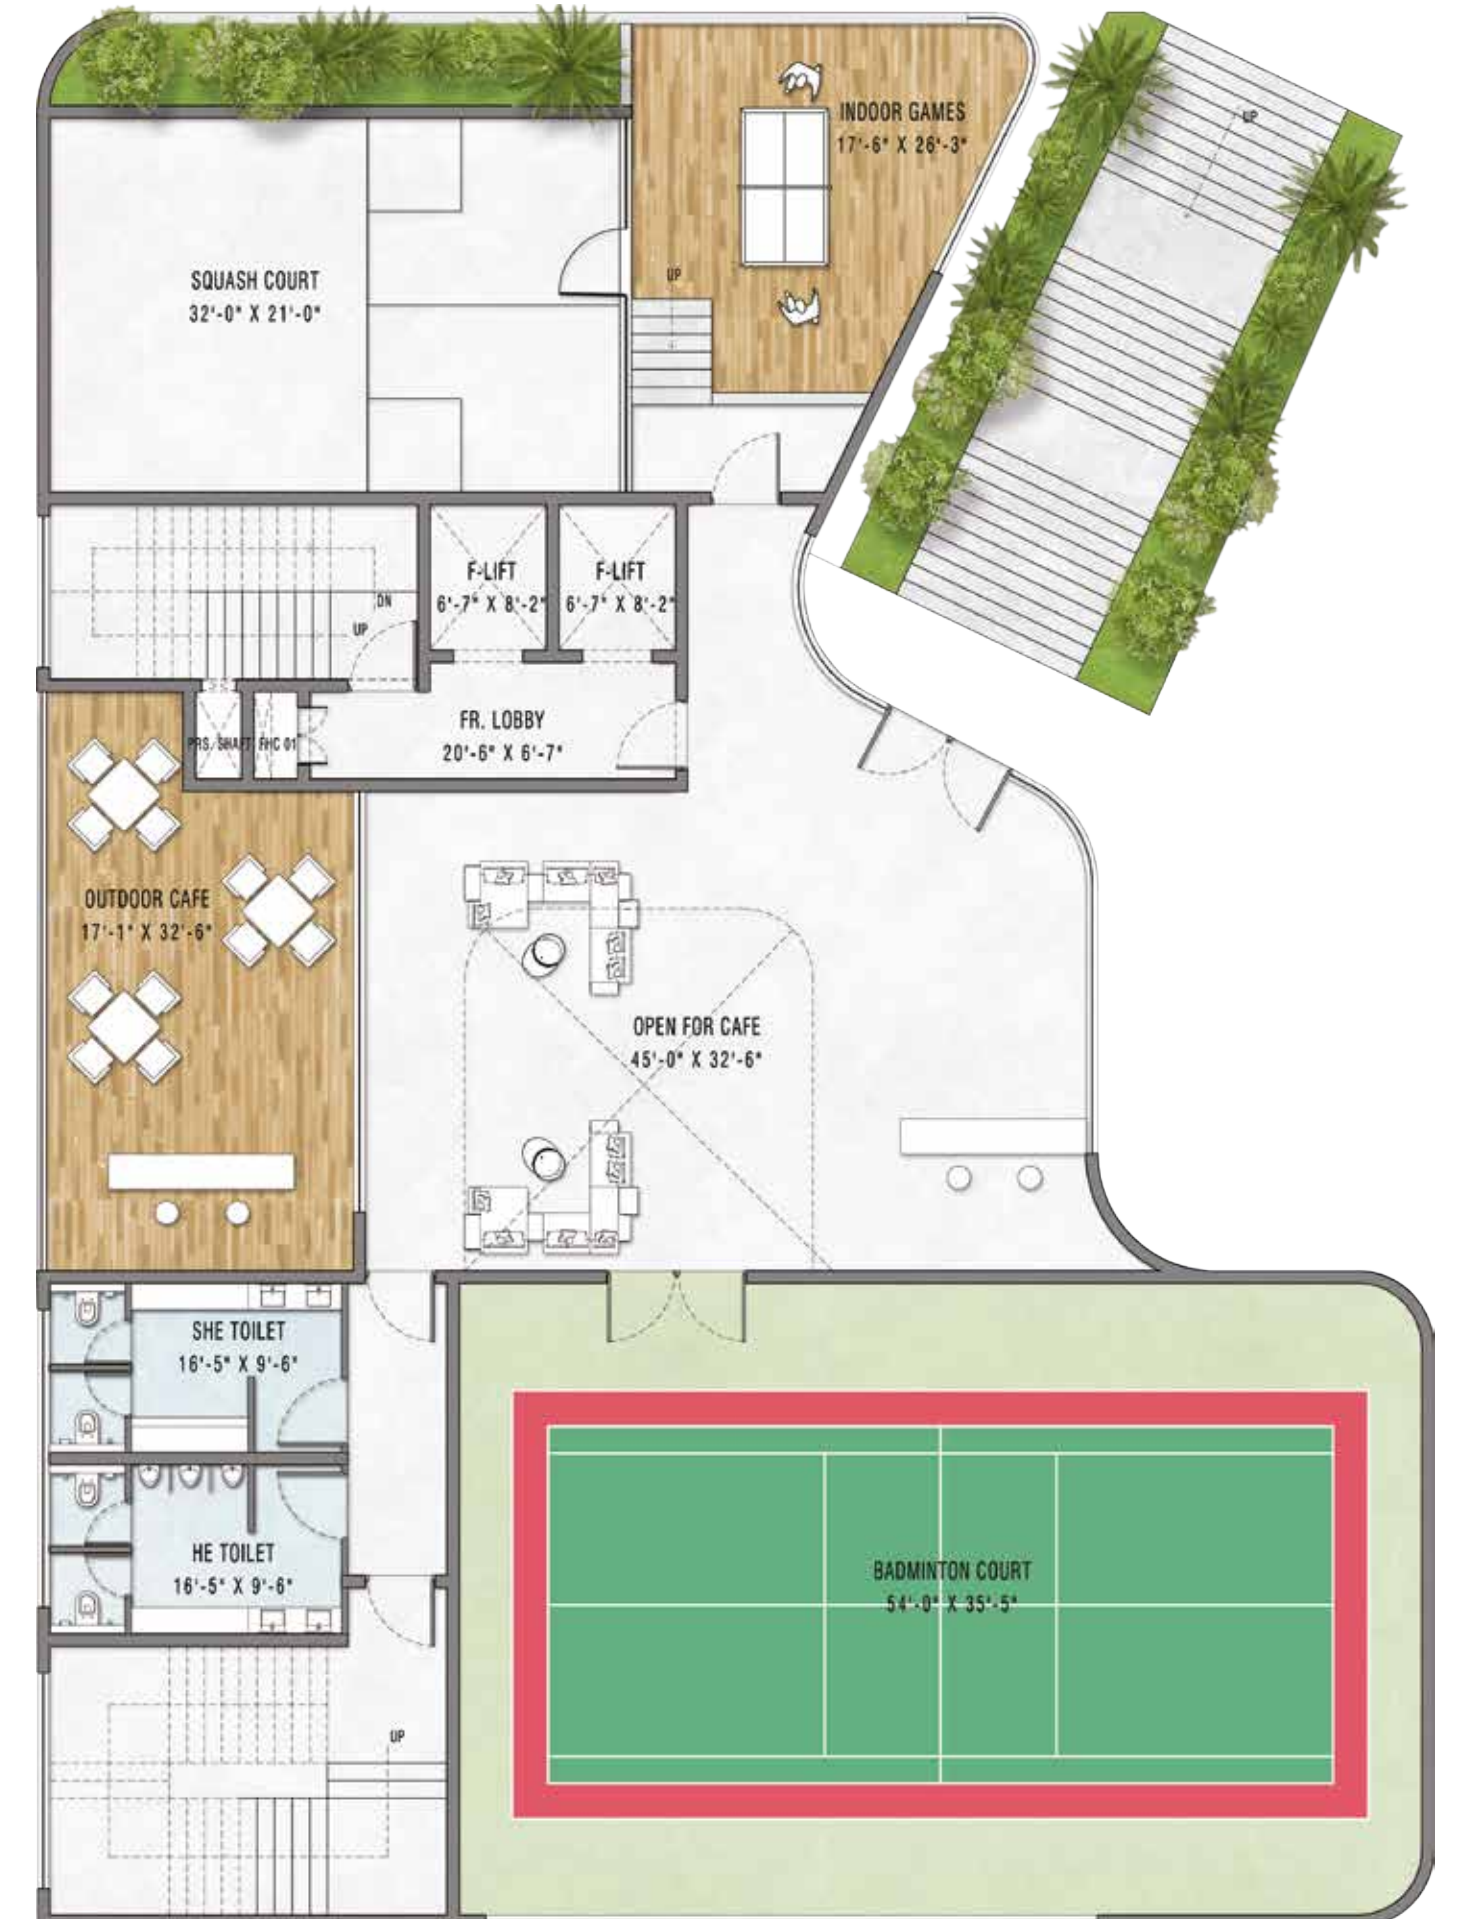 INDOOR GAMES
17'-6" X 26'-3"
UP
UP
SQUASH COURT
32'-0" X 21'-0"
F-LIFT
6'-7" X 8'-2"
F-LIFT
6'-7" X 8'-2"
DN
UP
FR. LOBBY
20'-6" X 6'-7"
PRS. SHAFT
FHC 01
OUTDOOR CAFE
17'-1" X 32'-6"
OPEN FOR CAFE
45'-0" X 32'-6"
SHE TOILET
16'-5" X 9'-6"
HE TOILET
16'-5" X 9'-6"
BADMINTON COURT
54'-0" X 35'-5"
UP